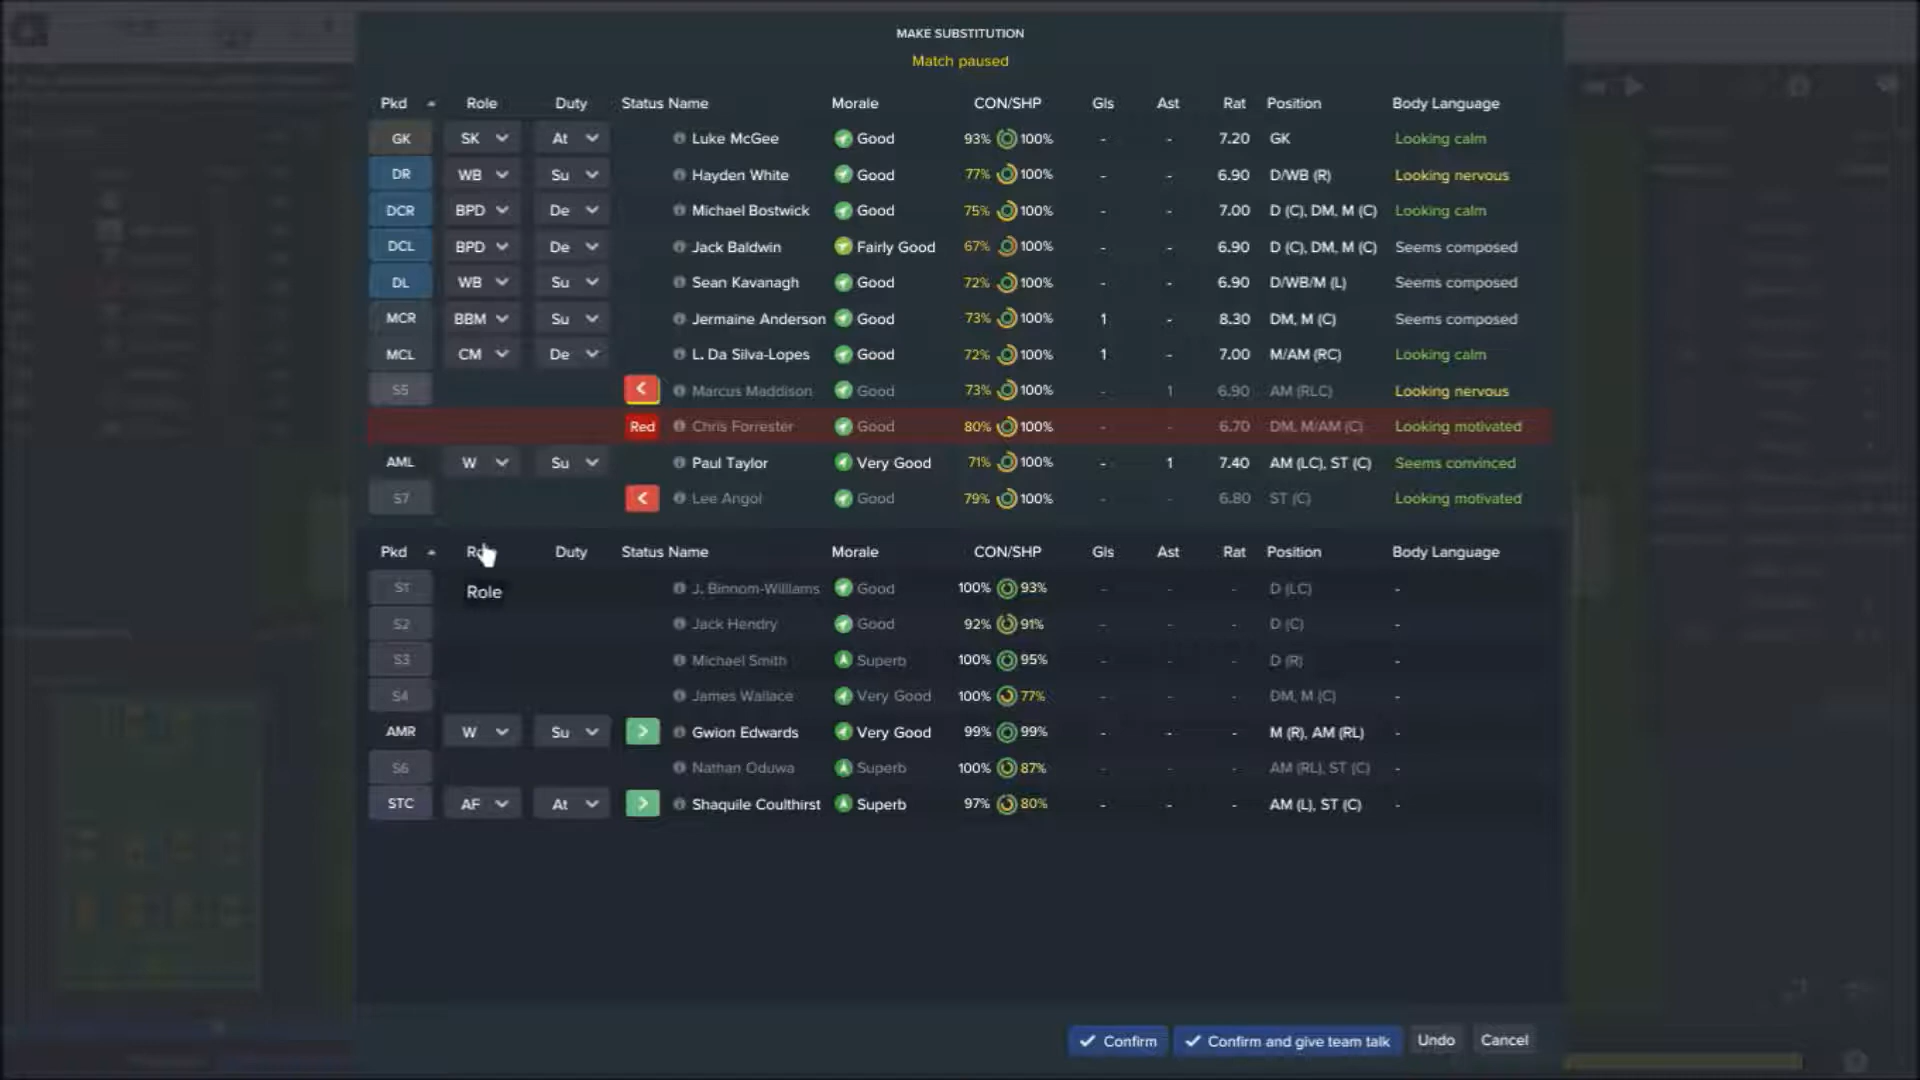 MAKE SUBSTITUTION
Match paused
Pkd Role Duty Status Name Morale CON/SHP Gls Ast Rat Position Body Language
GK SK At Luke McGee Good 93% 100% - - 7.20 GK Looking calm
DR WB Su Hayden White Good 77% 100% - - 6.90 D/WB (R) Looking nervous
DCR BPD De Michael Bostwick Good 75% 100% - - 7.00 D (C), DM, M (C) Looking calm
DCL BPD De Jack Baldwin Fairly Good 67% 100% - - 6.90 D (C), DM, M (C) Seems composed
DL WB Su Sean Kavanagh Good 72% 100% - - 6.90 D/WB/M (L) Seems composed
MCR BBM Su Jermaine Anderson Good 73% 100% 1 - 8.30 DM, M (C) Seems composed
MCL CM De L. Da Silva-Lopes Good 72% 100% 1 - 7.00 M/AM (RC) Looking calm
S5 < Marcus Maddison Good 73% 100% - 1 6.90 AM (RLC) Looking nervous
Red Chris Forrester Good 80% 100% - - 6.70 DM, M/AM (C) Looking motivated
AML W Su Paul Taylor Very Good 71% 100% - 1 7.40 AM (LC), ST (C) Seems convinced
S7 < Lee Angol Good 79% 100% - - 6.80 ST (C) Looking motivated
Pkd Duty Status Name Morale CON/SHP Gls Ast Rat Position Body Language
S1 J. Binnom-Williams Good 100% 93% - - - D (LC) -
Role
S2 Jack Hendry Good 92% 91% - - - D (C) -
S3 Michael Smith Superb 100% 95% - - - D (R) -
S4 James Wallace Very Good 100% 77% - - - DM, M (C) -
AMR W Su > Gwion Edwards Very Good 99% 99% - - - M (R), AM (RL) -
S6 Nathan Oduwa Superb 100% 87% - - - AM (RL), ST (C) -
STC AF At > Shaquile Coulthirst Superb 97% 80% - - - AM (L), ST (C) -
Confirm Confirm and give team talk Undo Cancel